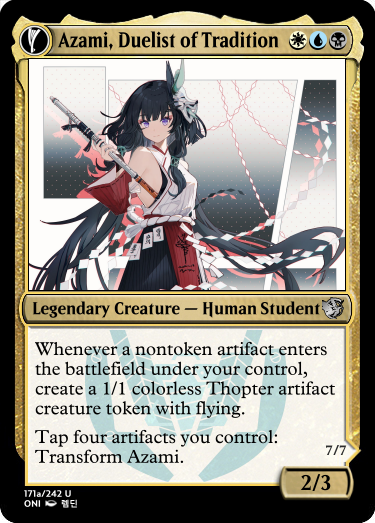 Azami, Duelist of Tradition
Legendary Creature — Human Student
Whenever a nontoken artifact enters
the battlefield under your control,
create a 1/1 colorless Thopter artifact
creature token with flying.
Tap four artifacts you control:
Transform Azami.
7/7
2/3
171a/242 U
ONI 렘딘